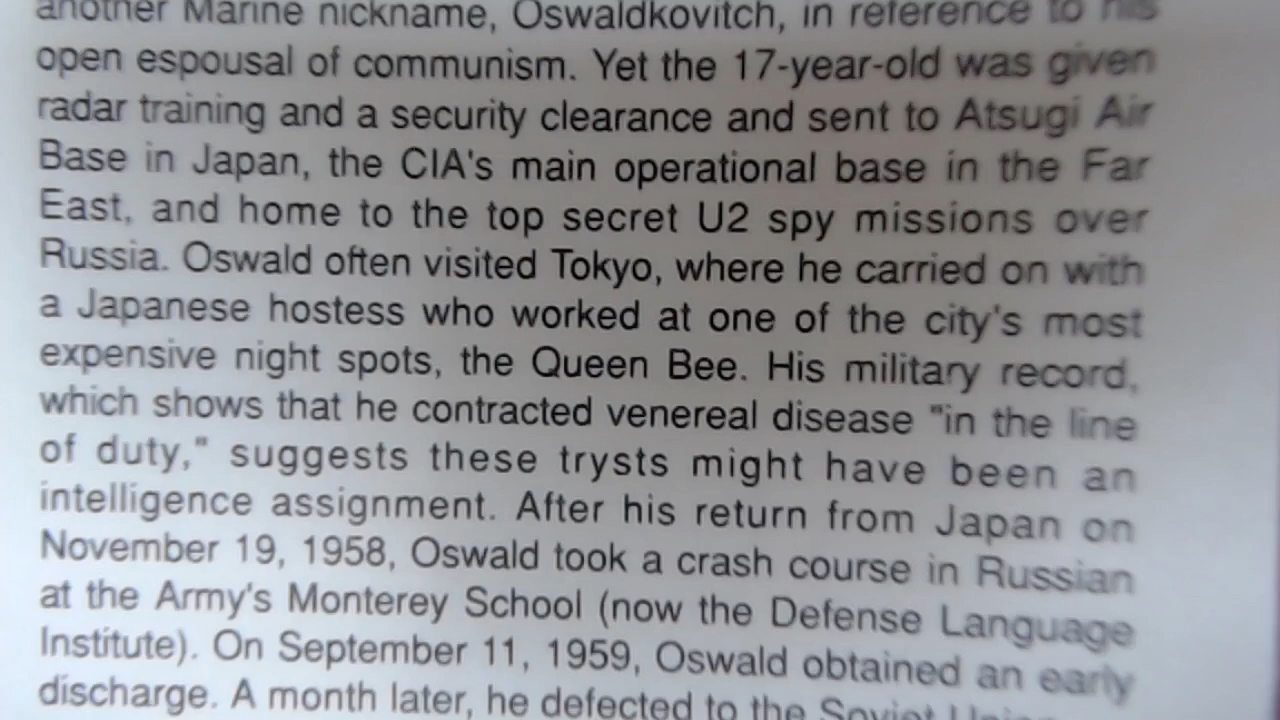 another Marine nickname, Oswaldkovitch, in reference to his
open espousal of communism. Yet the 17-year-old was given
radar training and a security clearance and sent to Atsugi Air
Base in Japan, the CIA's main operational base in the Far
East, and home to the top secret U2 spy missions over
Russia. Oswald often visited Tokyo, where he carried on with
a Japanese hostess who worked at one of the city's most
expensive night spots, the Queen Bee. His military record,
which shows that he contracted venereal disease "in the line
of duty," suggests these trysts might have been an
intelligence assignment. After his return from Japan on
November 19, 1958, Oswald took a crash course in Russian
at the Army's Monterey School (now the Defense Language
Institute). On September 11, 1959, Oswald obtained an early
discharge. A month later, he defected to the Soviet